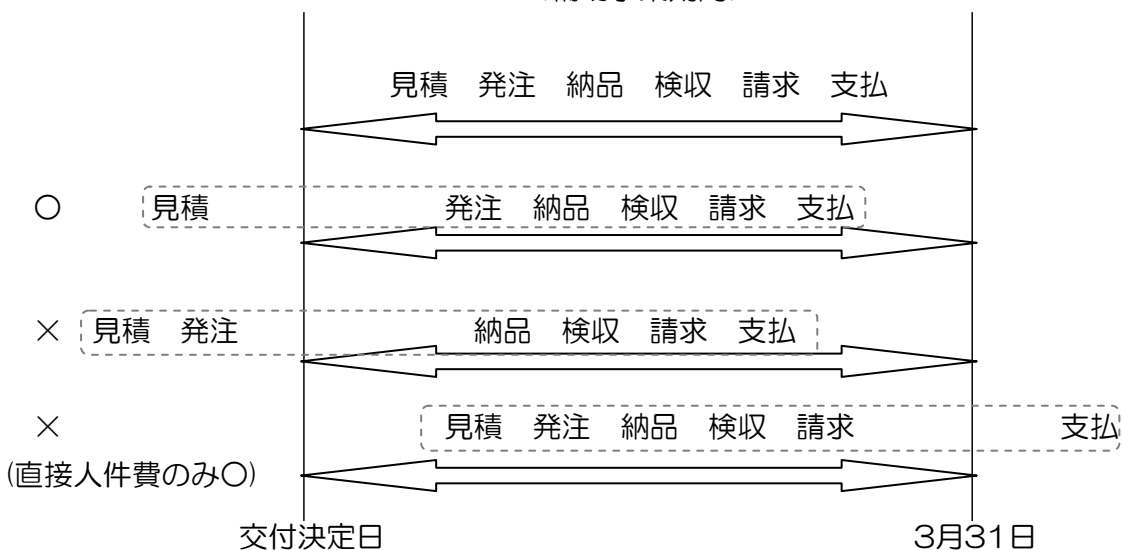 見積 発注 納品 検収 請求 支払
○ 見積 発注 納品 検収 請求 支払
× 見積 発注 納品 検収 請求 支払
× 見積 発注 納品 検収 請求 支払
(直接人件費のみ○)
交付決定日 3月31日